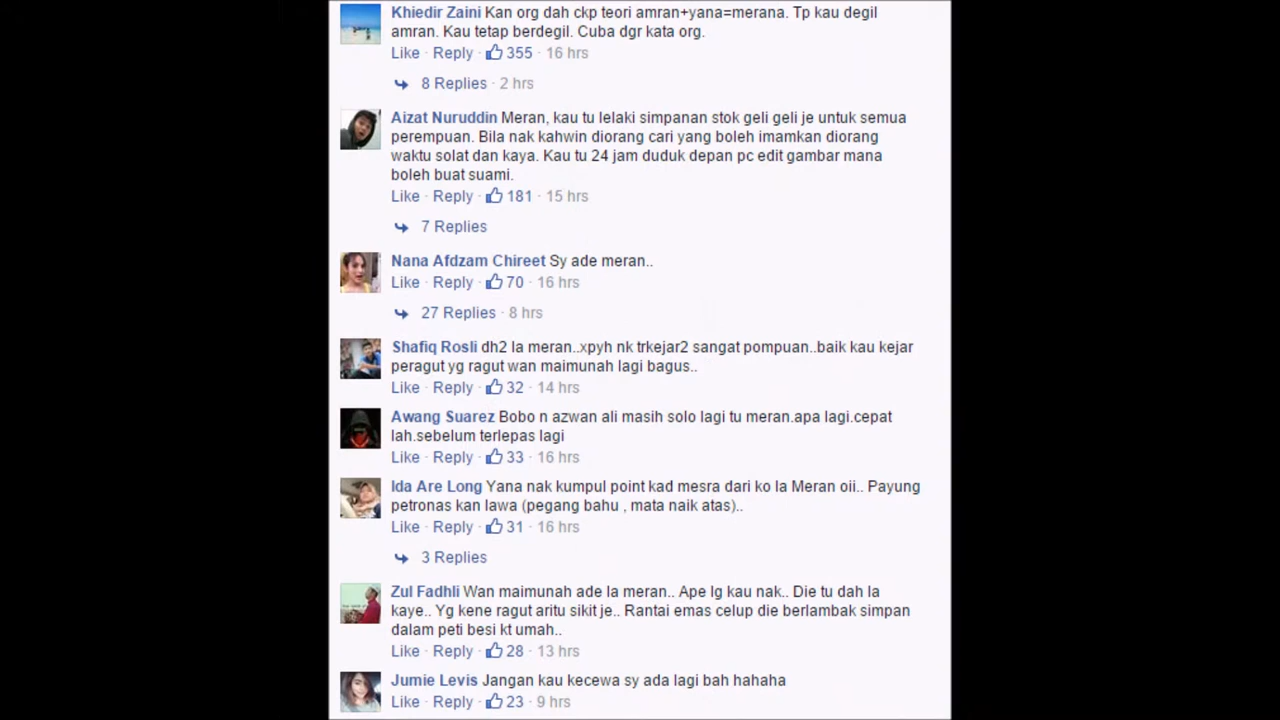 Khiedir Zaini Kan org dah ckp teori amran+yana=merana. Tp kau degil
amran. Kau tetap berdegil. Cuba dgr kata org.
Like · Reply · 355 · 16 hrs
8 Replies · 2 hrs
Aizat Nuruddin Meran, kau tu lelaki simpanan stok geli geli je untuk semua
perempuan. Bila nak kahwin diorang cari yang boleh imamkan diorang
waktu solat dan kaya. Kau tu 24 jam duduk depan pc edit gambar mana
boleh buat suami.
Like · Reply · 181 · 15 hrs
7 Replies
Nana Afdzam Chireet Sy ade meran..
Like · Reply · 70 · 16 hrs
27 Replies · 8 hrs
Shafiq Rosli dh2 la meran..xpyh nk trkejar2 sangat pompuan..baik kau kejar
peragut yg ragut wan maimunah lagi bagus..
Like · Reply · 32 · 14 hrs
Awang Suarez Bobo n azwan ali masih solo lagi tu meran.apa lagi.cepat
lah.sebelum terlepas lagi
Like · Reply · 33 · 16 hrs
Ida Are Long Yana nak kumpul point kad mesra dari ko la Meran oii.. Payung
petronas kan lawa (pegang bahu , mata naik atas)..
Like · Reply · 31 · 16 hrs
3 Replies
Zul Fadhli Wan maimunah ade la meran.. Ape lg kau nak.. Die tu dah la
kaye.. Yg kene ragut aritu sikit je.. Rantai emas celup die berlambak simpan
dalam peti besi kt umah..
Like · Reply · 28 · 13 hrs
Jumie Levis Jangan kau kecewa sy ada lagi bah hahaha
Like · Reply · 23 · 9 hrs